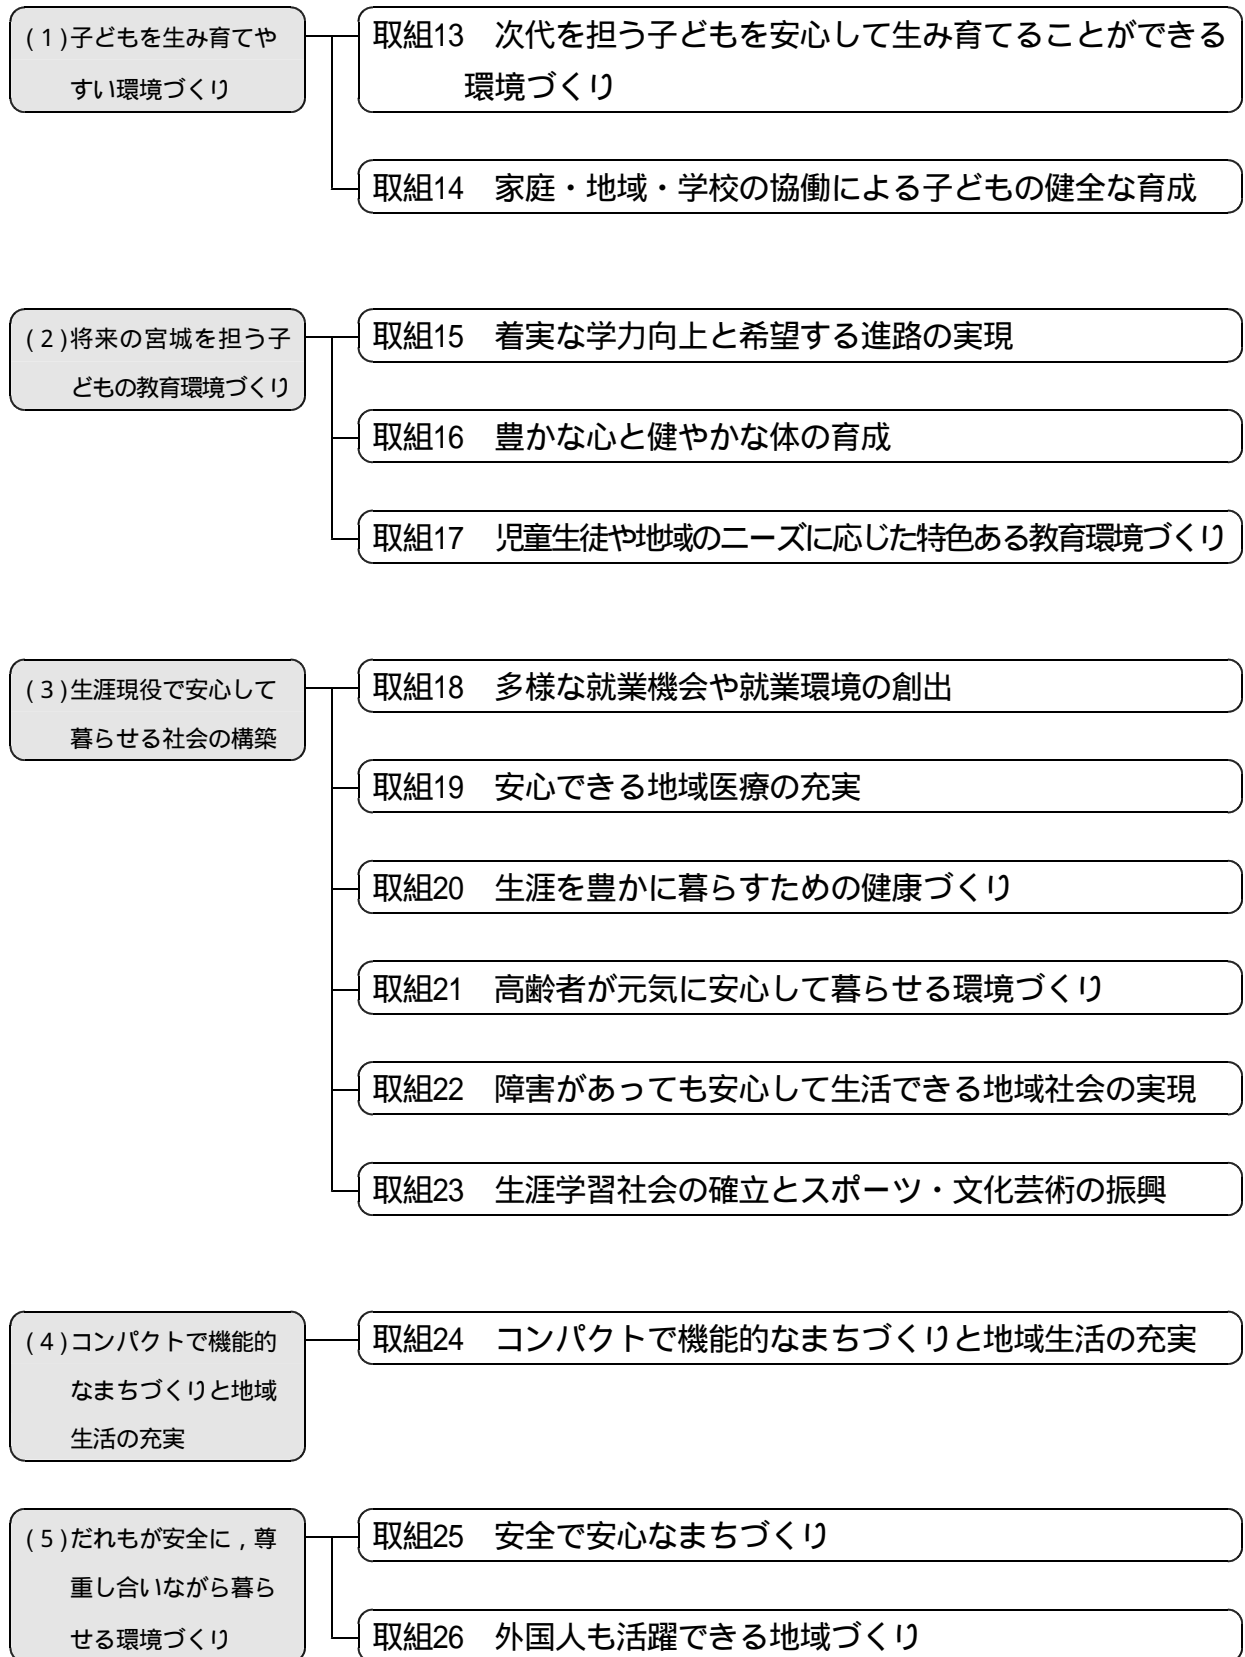 (1)子どもを生み育てや
すい環境づくり
取組13　次代を担う子どもを安心して生み育てることができる
環境づくり
取組14　家庭・地域・学校の協働による子どもの健全な育成
(2)将来の宮城を担う子
どもの教育環境づくり
取組15　着実な学力向上と希望する進路の実現
取組16　豊かな心と健やかな体の育成
取組17　児童生徒や地域のニーズに応じた特色ある教育環境づくり
(3)生涯現役で安心して
暮らせる社会の構築
取組18　多様な就業機会や就業環境の創出
取組19　安心できる地域医療の充実
取組20　生涯を豊かに暮らすための健康づくり
取組21　高齢者が元気に安心して暮らせる環境づくり
取組22　障害があっても安心して生活できる地域社会の実現
取組23　生涯学習社会の確立とスポーツ・文化芸術の振興
(4)コンパクトで機能的
なまちづくりと地域
生活の充実
取組24　コンパクトで機能的なまちづくりと地域生活の充実
(5)だれもが安全に，尊
重し合いながら暮ら
せる環境づくり
取組25　安全で安心なまちづくり
取組26　外国人も活躍できる地域づくり